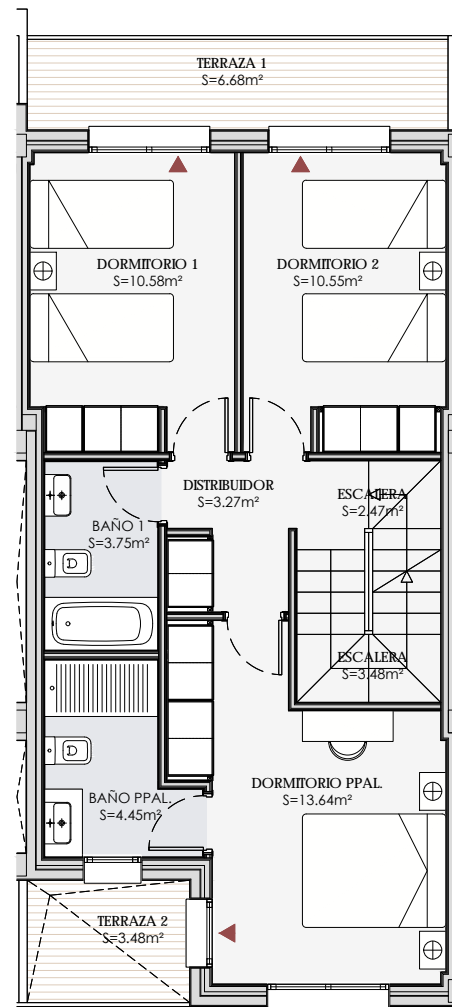 TERRAZA 1
S=6.68m²
DORMITORIO 1
S=10.58m²
DORMITORIO 2
S=10.55m²
DISTRIBUIDOR
S=3.27m²
ESCALERA
S=2.47m²
BAÑO 1
S=3.75m²
ESCALERA
S=3.48m²
DORMITORIO PPAL.
S=13.64m²
BAÑO PPAL.
S=4.45m²
TERRAZA 2
S=3.48m²